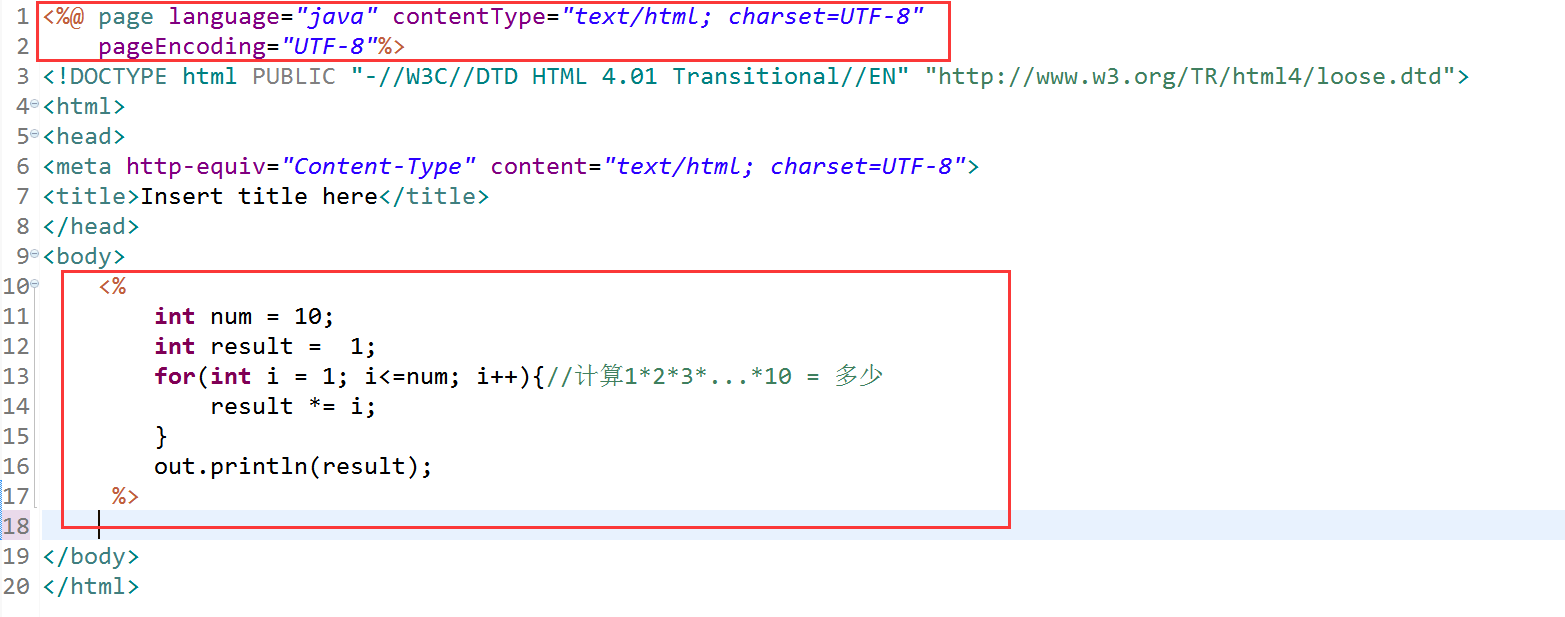 1 <%@ page language="java" contentType="text/html; charset=UTF-8"
2     pageEncoding="UTF-8"%>
3 <!DOCTYPE html PUBLIC "-//W3C//DTD HTML 4.01 Transitional//EN" "http://www.w3.org/TR/html4/loose.dtd">
4 <html>
5 <head>
6 <meta http-equiv="Content-Type" content="text/html; charset=UTF-8">
7 <title>Insert title here</title>
8 </head>
9 <body>
10     <%
11         int num = 10;
12         int result =  1;
13         for(int i = 1; i<=num; i++){//计算1*2*3*...*10 = 多少
14             result *= i;
15         }
16         out.println(result);
17      %>
18
19 </body>
20 </html>